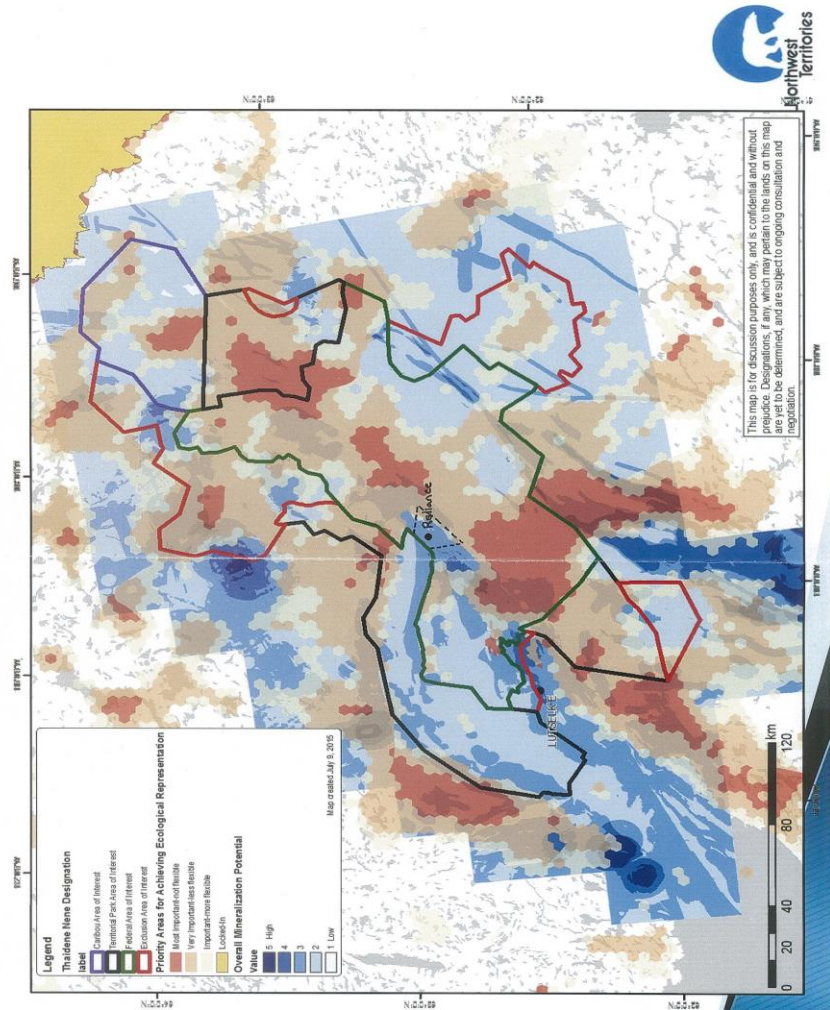 Legend
Thaidene Nene Designation
label
Caribou Area of Interest
Territorial Park Area of Interest
Federal Area of Interest
Exclusion Area of Interest
Priority Areas for Achieving Ecological Representation
Most Important-not flexible
Very Important-less flexible
Important-more flexible
Locked-In
Overall Mineralization Potential
Value
5 High
4
3
2
1 Low
Map created July 9, 2015
Reliance
?
LUTSELK'E
0 20 40 80 120
km
This map is for discussion purposes only, and is confidential and without
prejudice. Designations, if any, which may pertain to the lands on this map
are yet to be determined, and are subject to ongoing consultation and
negotiation.
Northwest
Territories